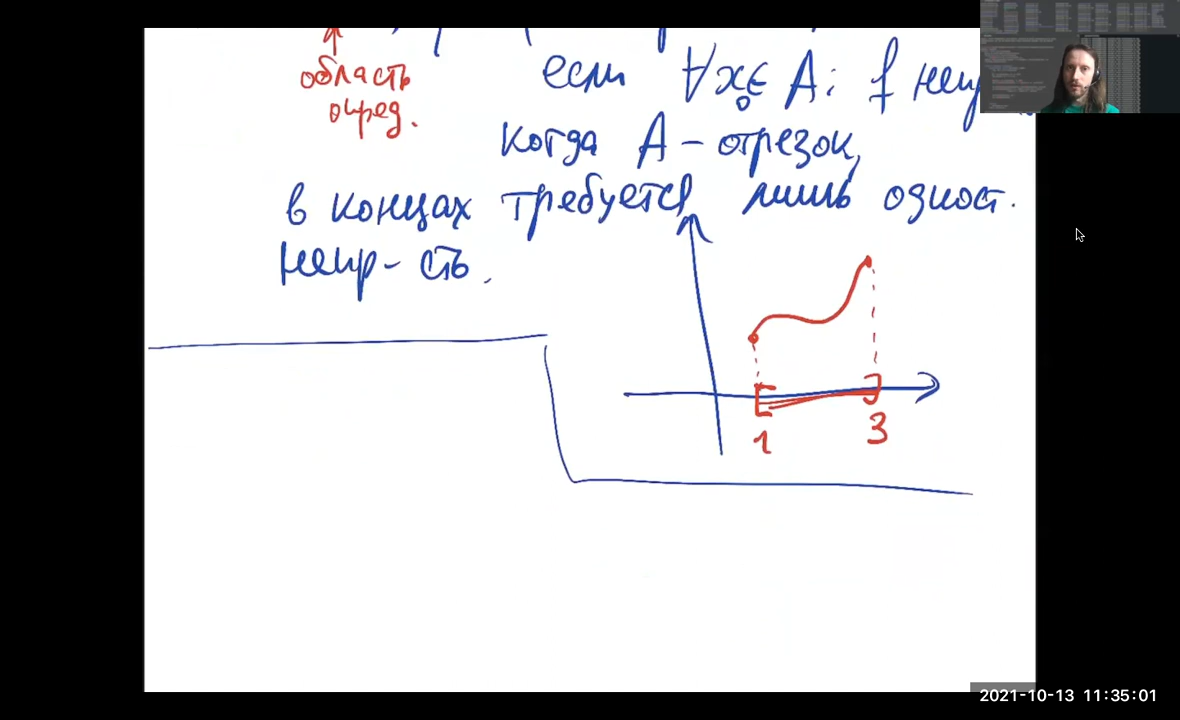 если ∀x₀∈ A: f непр
область
опред.
когда A – отрезок,
в концах требуется лишь одност.
непр-сть.
1
3
2021-10-13 11:35:01